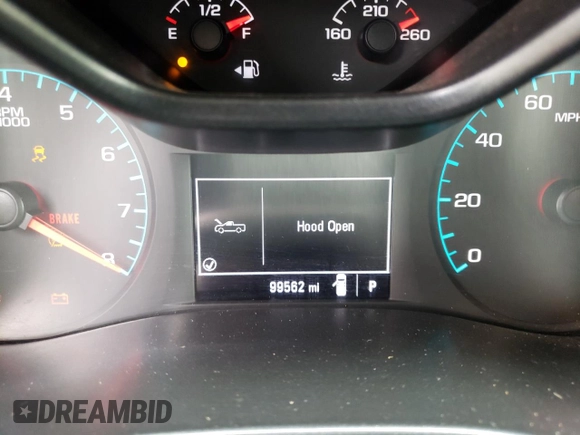 1/2
E F
160 210 260
4 5 6 7 8
RPM
1000
BRAKE
Hood Open
99562 mi P
60 40 20 0
MPH
DREAMBID